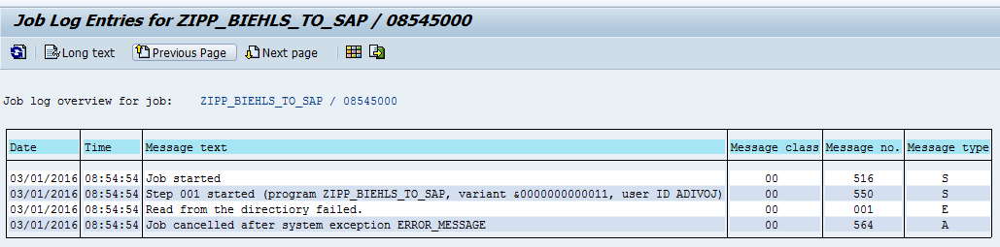 Job Log Entries for ZIPP_BIEHLS_TO_SAP / 08545000
Long text Previous Page Next page
Job log overview for job: ZIPP_BIEHLS_TO_SAP / 08545000
Date Time Message text Message class Message no. Message type
03/01/2016 08:54:54 Job started 00 516 S
03/01/2016 08:54:54 Step 001 started (program ZIPP_BIEHLS_TO_SAP, variant &0000000000011, user ID ADIVOJ) 00 550 S
03/01/2016 08:54:54 Read from the directiory failed. 00 001 E
03/01/2016 08:54:54 Job cancelled after system exception ERROR_MESSAGE 00 564 A